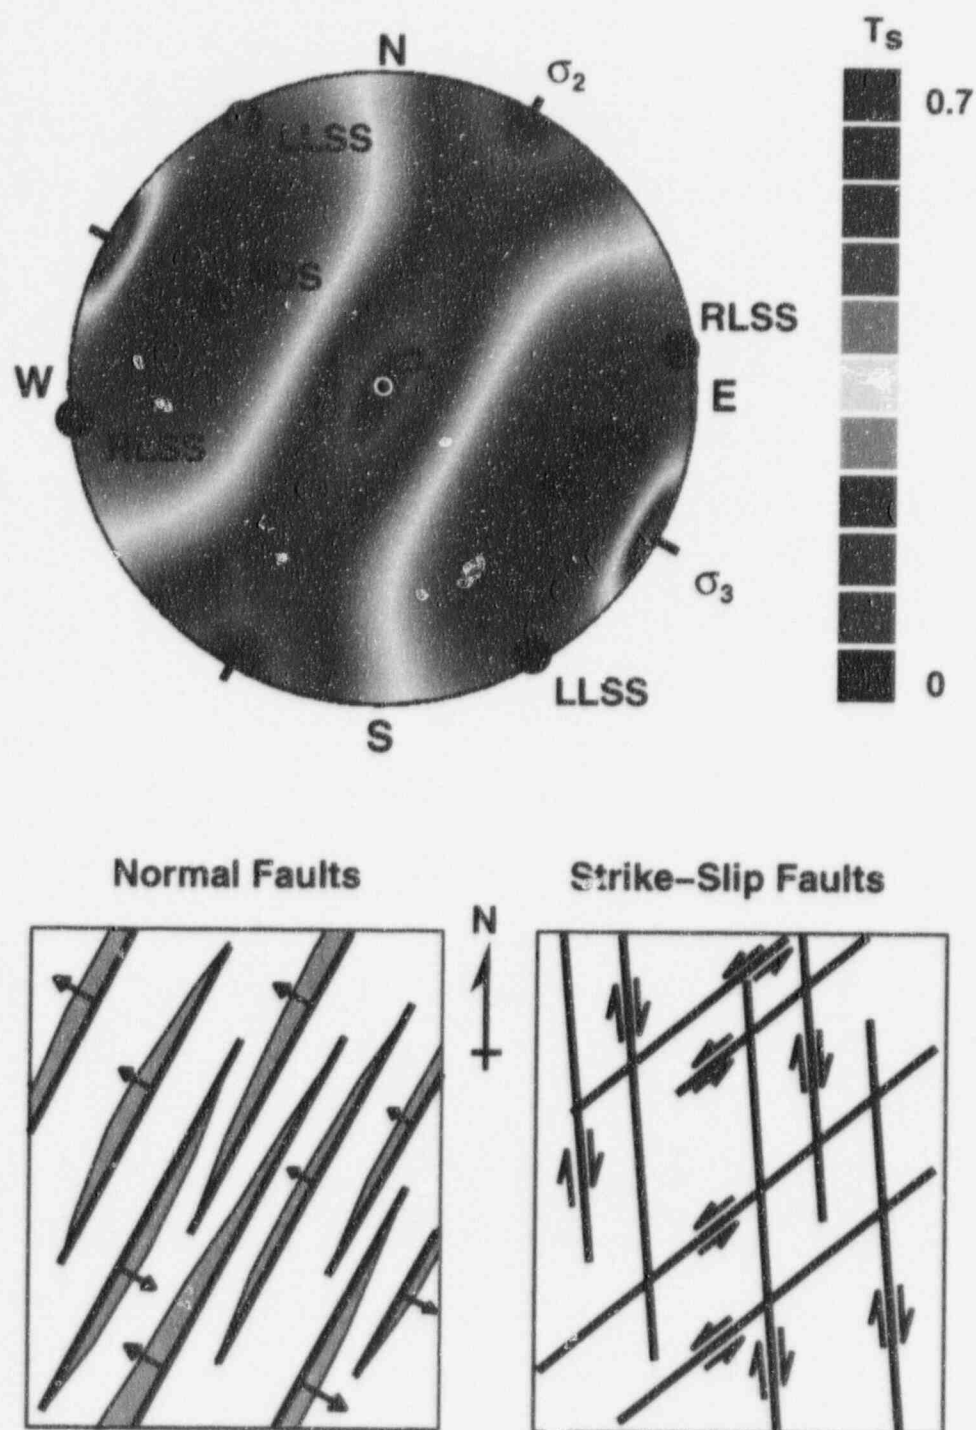 N
σ2
Ts
0.7
LLSS
RLSS
W
E
RLSS
σ3
LLSS
0
S
Normal Faults
Strike–Slip Faults
N